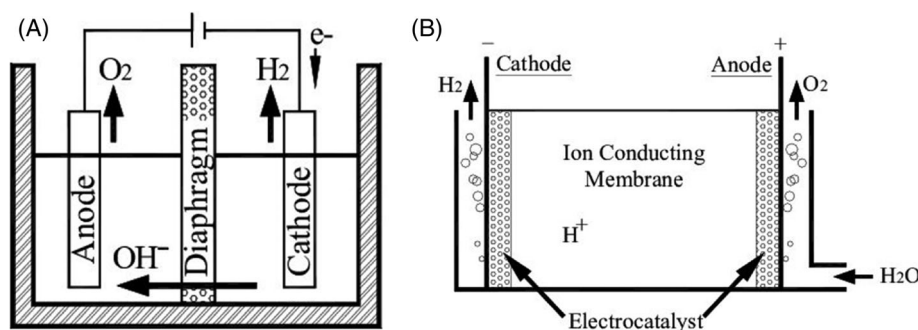 (A)
e-
O2
H2
Anode
Diaphragm
Cathode
OH⁻
(B)
−
+
Cathode
Anode
H2
O2
Ion Conducting
Membrane
H⁺
H2O
Electrocatalyst